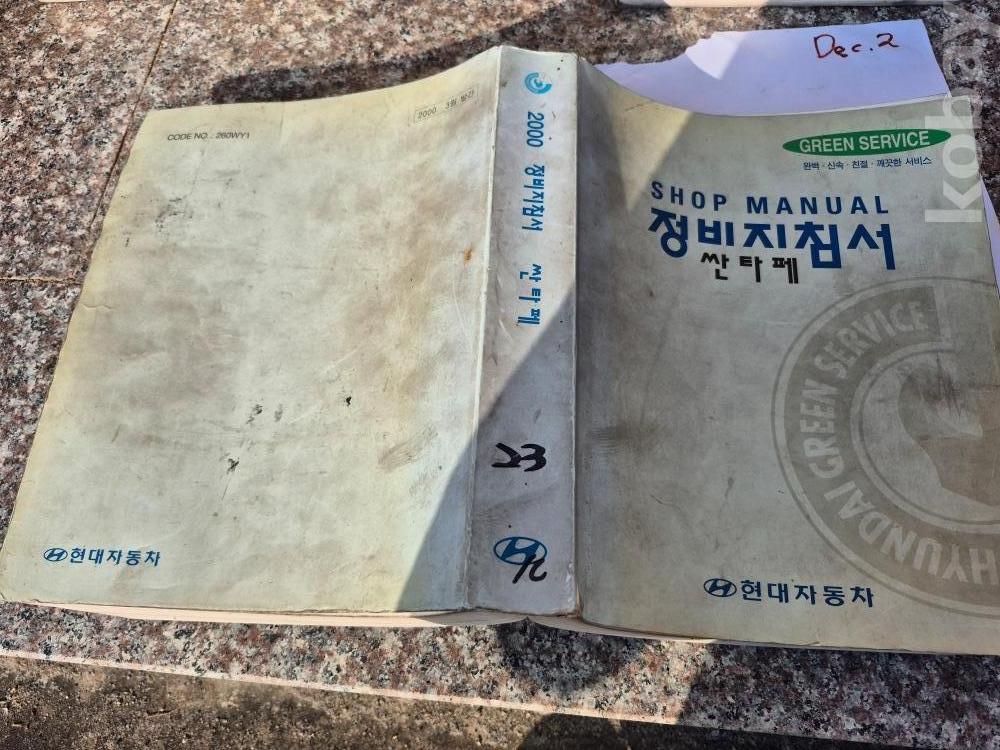 Dec.2
CODE NO. : 260WY1
2000. 3월 발간
현대자동차
2000 정비지침서 싼타페
23
GREEN SERVICE
완벽·신속·친절·깨끗한 서비스
SHOP MANUAL
정비지침서
싼타페
HYUNDAI GREEN SERVICE
현대자동차